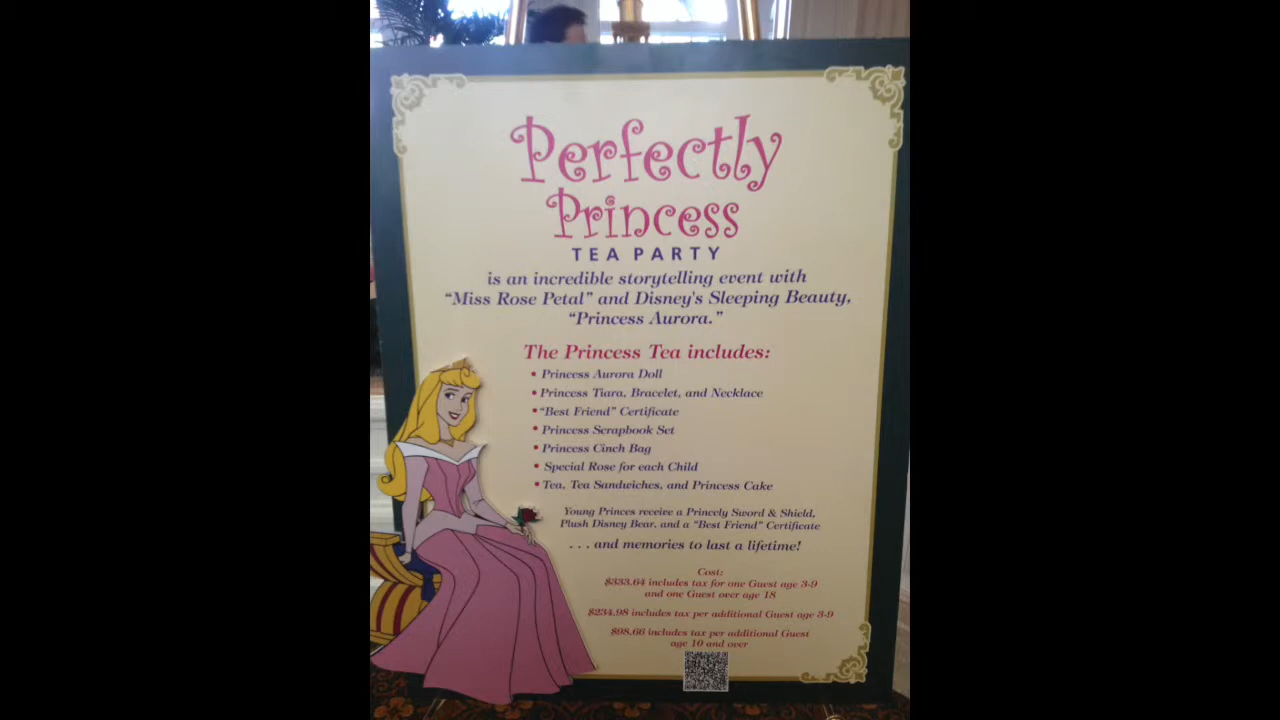 Perfectly
Princess
TEA PARTY
is an incredible storytelling event with
“Miss Rose Petal” and Disney's Sleeping Beauty,
“Princess Aurora.”
The Princess Tea includes:
• Princess Aurora Doll
• Princess Tiara, Bracelet, and Necklace
• “Best Friend” Certificate
• Princess Scrapbook Set
• Princess Cinch Bag
• Special Rose for each Child
• Tea, Tea Sandwiches, and Princess Cake
Young Princes receive a Princely Sword & Shield,
Plush Disney Bear, and a “Best Friend” Certificate
. . . and memories to last a lifetime!
Cost:
$333.64 includes tax for one Guest age 3-9
and one Guest over age 18
$234.98 includes tax per additional Guest age 3-9
$98.66 includes tax per additional Guest
age 10 and over